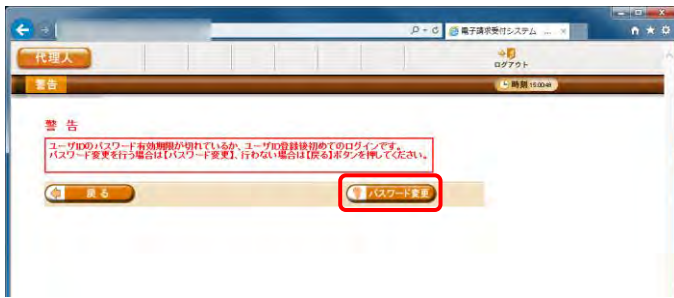 電子請求受付システム ... ×
代理人
ログアウト
警告
時刻 15:00:48
警 告
ユーザIDのパスワード有効期限が切れているか、ユーザID登録後初めてのログインです。
パスワード変更を行う場合は【パスワード変更】、行わない場合は【戻る】ボタンを押してください。
戻る
パスワード変更